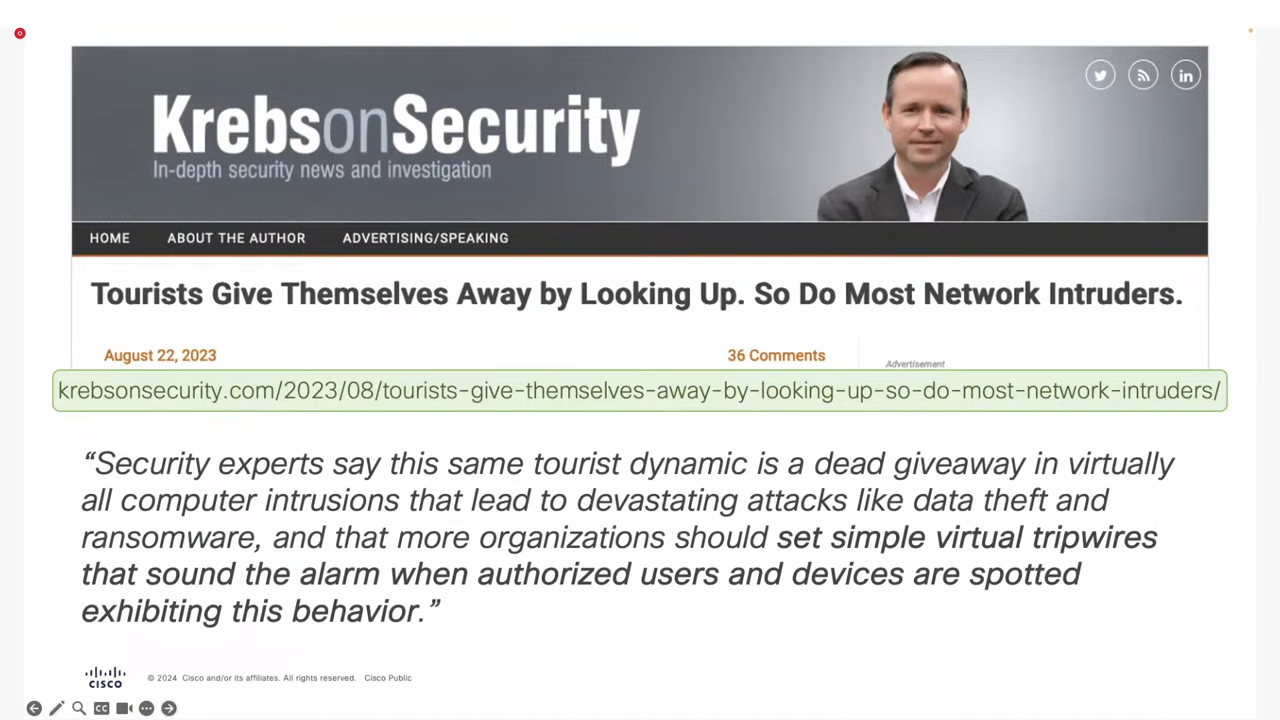 KrebsonSecurity
In-depth security news and investigation
in
HOME ABOUT THE AUTHOR ADVERTISING/SPEAKING
Tourists Give Themselves Away by Looking Up. So Do Most Network Intruders.
August 22, 2023 36 Comments
Advertisement
krebsonsecurity.com/2023/08/tourists-give-themselves-away-by-looking-up-so-do-most-network-intruders/
“Security experts say this same tourist dynamic is a dead giveaway in virtually
all computer intrusions that lead to devastating attacks like data theft and
ransomware, and that more organizations should set simple virtual tripwires
that sound the alarm when authorized users and devices are spotted
exhibiting this behavior.”
CISCO
© 2024 Cisco and/or its affiliates. All rights reserved. Cisco Public
CC